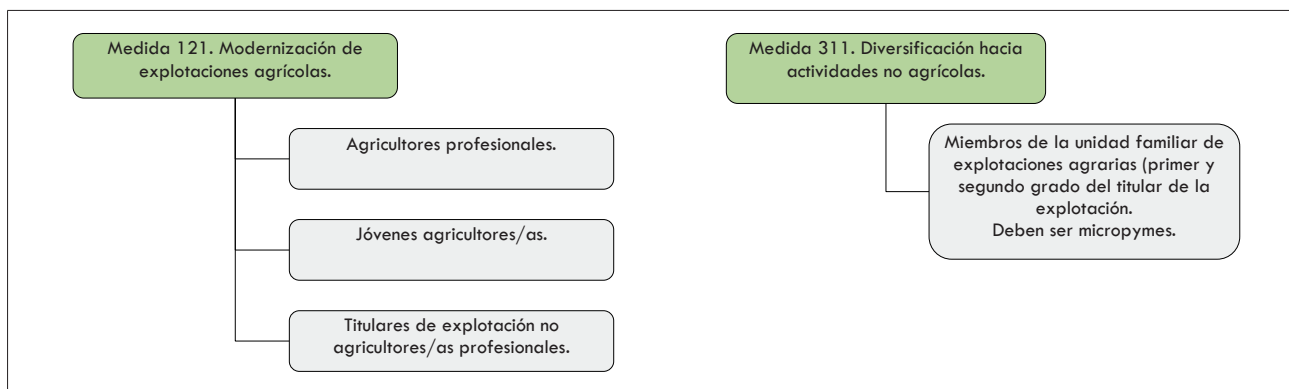 Medida 121. Modernización de
explotaciones agrícolas.
Agricultores profesionales.
Jóvenes agricultores/as.
Titulares de explotación no
agricultores/as profesionales.
Medida 311. Diversificación hacia
actividades no agrícolas.
Miembros de la unidad familiar de
explotaciones agrarias (primer y
segundo grado del titular de la
explotación.
Deben ser micropymes.